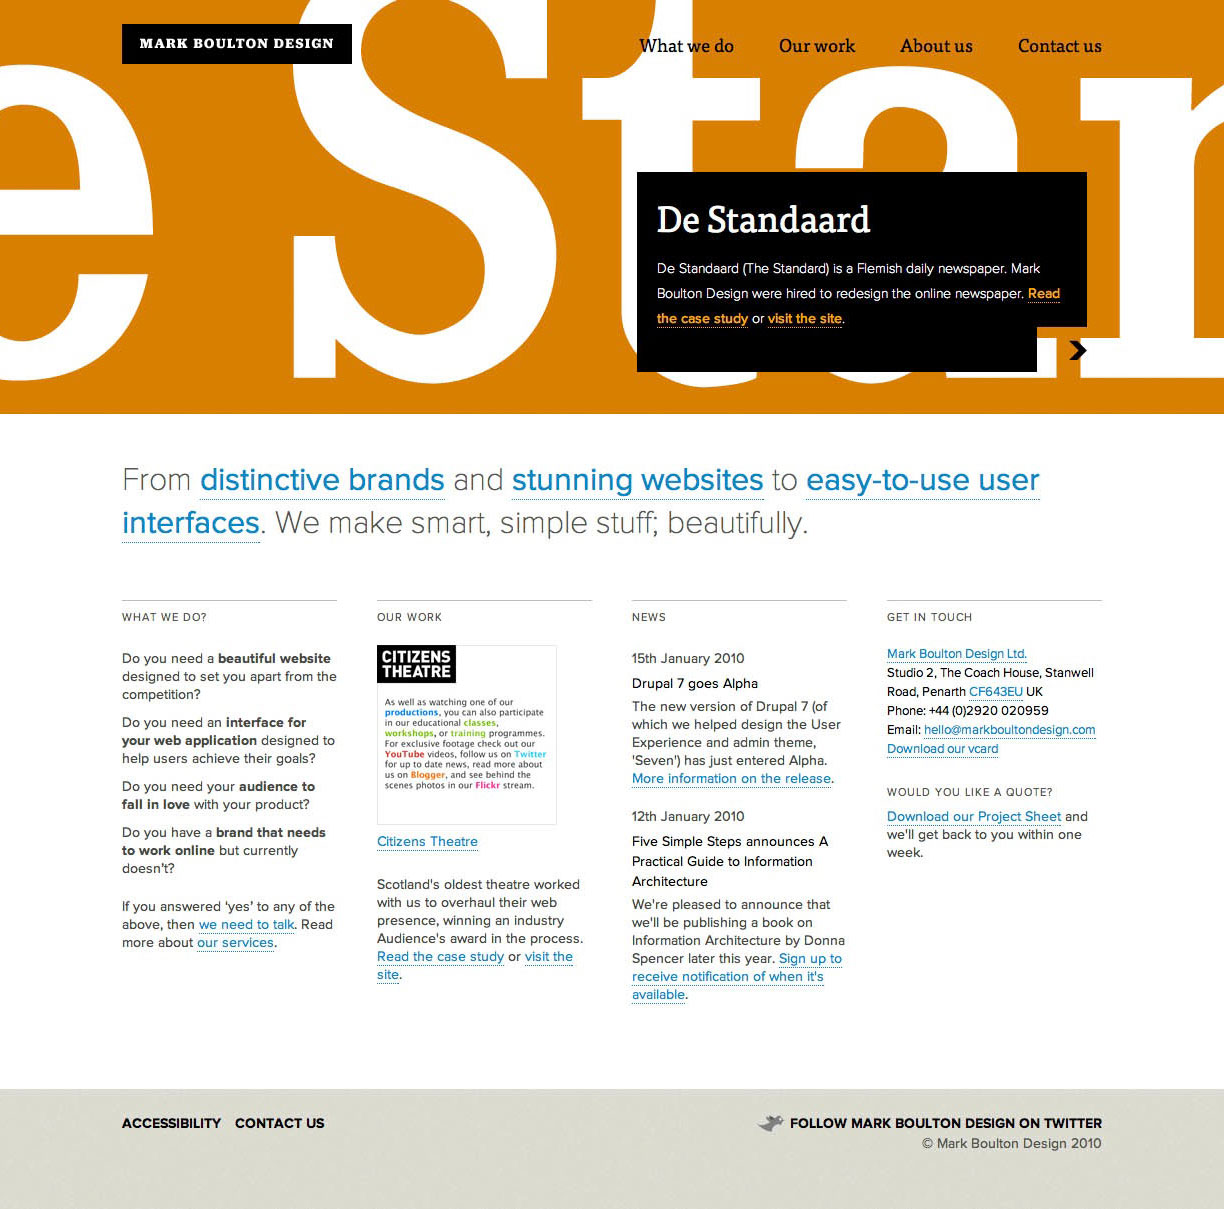 MARK BOULTON DESIGN
What we do
Our work
About us
Contact us
e Star
De Standaard
De Standaard (The Standard) is a Flemish daily newspaper. Mark
Boulton Design were hired to redesign the online newspaper. Read
the case study or visit the site.
From distinctive brands and stunning websites to easy-to-use user
interfaces. We make smart, simple stuff; beautifully.
WHAT WE DO?
Do you need a beautiful website
designed to set you apart from the
competition?
Do you need an interface for
your web application designed to
help users achieve their goals?
Do you need your audience to
fall in love with your product?
Do you have a brand that needs
to work online but currently
doesn't?
If you answered ‘yes’ to any of the
above, then we need to talk. Read
more about our services.
OUR WORK
CITIZENS
THEATRE
As well as watching one of our
productions, you can also participate
in our educational classes,
workshops, or training programmes.
For exclusive footage check out our
YouTube videos, follow us on Twitter
for up to date news, read more about
us on Blogger, and see behind the
scenes photos in our Flickr stream.
Citizens Theatre
Scotland's oldest theatre worked
with us to overhaul their web
presence, winning an industry
Audience's award in the process.
Read the case study or visit the
site.
NEWS
15th January 2010
Drupal 7 goes Alpha
The new version of Drupal 7 (of
which we helped design the User
Experience and admin theme,
'Seven') has just entered Alpha.
More information on the release.
12th January 2010
Five Simple Steps announces A
Practical Guide to Information
Architecture
We're pleased to announce that
we'll be publishing a book on
Information Architecture by Donna
Spencer later this year. Sign up to
receive notification of when it's
available.
GET IN TOUCH
Mark Boulton Design Ltd.
Studio 2, The Coach House, Stanwell
Road, Penarth CF643EU UK
Phone: +44 (0)2920 020959
Email: hello@markboultondesign.com
Download our vcard
WOULD YOU LIKE A QUOTE?
Download our Project Sheet and
we'll get back to you within one
week.
ACCESSIBILITY CONTACT US
FOLLOW MARK BOULTON DESIGN ON TWITTER
© Mark Boulton Design 2010